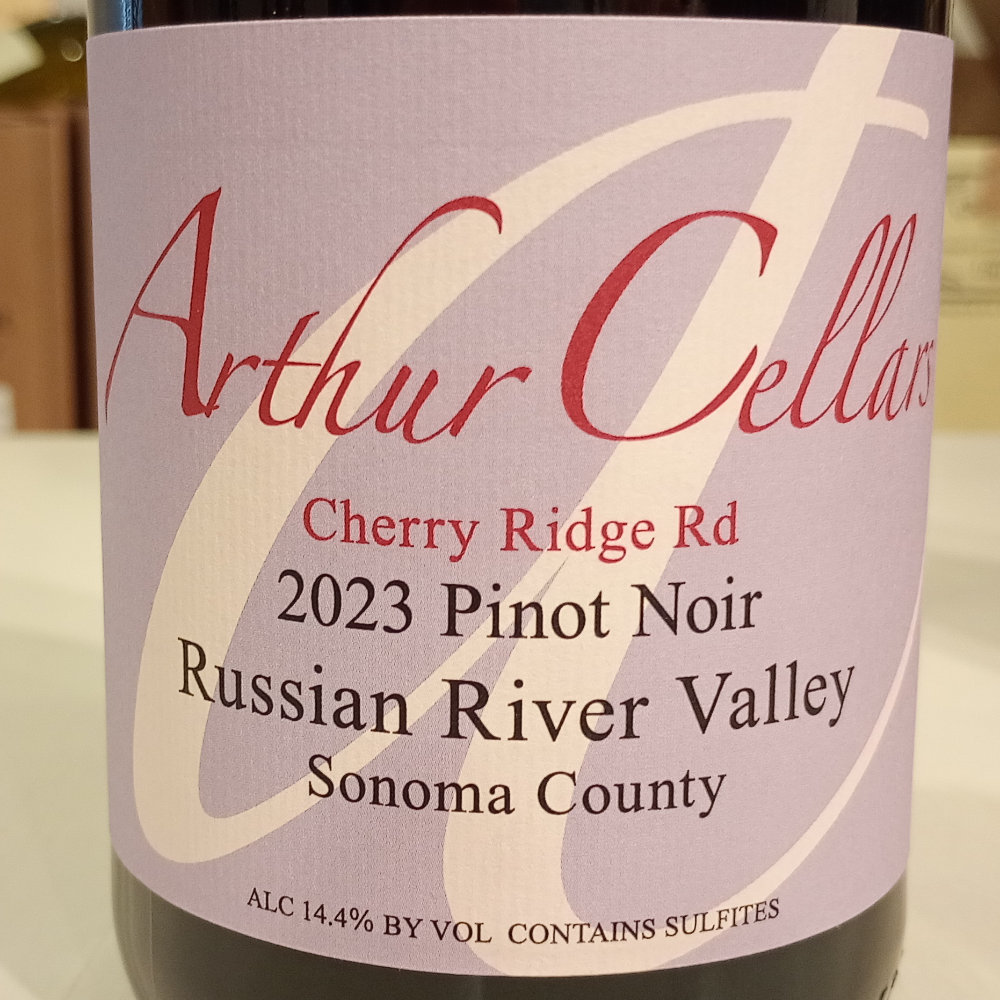 Arthur Cellars
Cherry Ridge Rd
2023 Pinot Noir
Russian River Valley
Sonoma County
ALC 14.4% BY VOL CONTAINS SULFITES